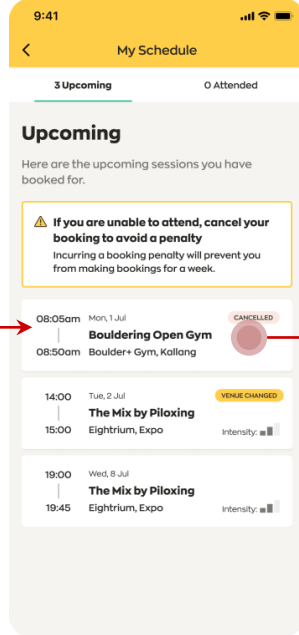 9:41
My Schedule
3 Upcoming
0 Attended
Upcoming
Here are the upcoming sessions you have
booked for.
If you are unable to attend, cancel your
booking to avoid a penalty
Incurring a booking penalty will prevent you
from making bookings for a week.
08:05am
Mon, 1 Jul
CANCELLED
Bouldering Open Gym
08:50am
Boulder+ Gym, Kallang
14:00
Tue, 2 Jul
VENUE CHANGED
The Mix by Piloxing
15:00
Eightrium, Expo
Intensity:
19:00
Wed, 8 Jul
The Mix by Piloxing
19:45
Eightrium, Expo
Intensity: